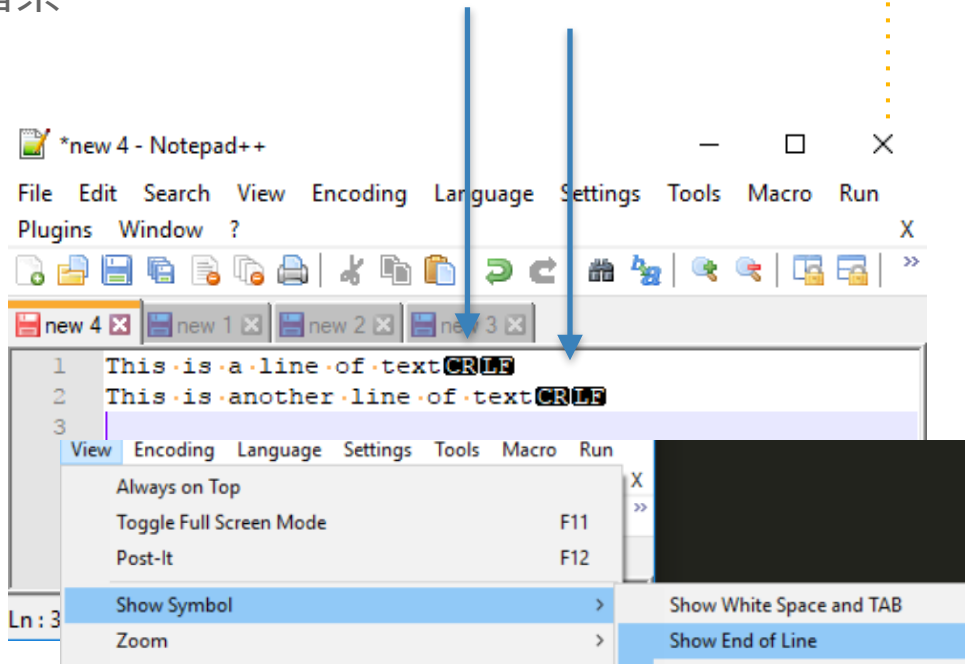 *new 4 - Notepad++
File Edit Search View Encoding Language Settings Tools Macro Run
Plugins Window ? X
new 4 new 1 new 2 new 3
1 This is a line of textCRLF
2 This is another line of textCRLF
3
View Encoding Language Settings Tools Macro Run
X
Always on Top
Toggle Full Screen Mode F11
Post-It F12
Show Symbol > Show White Space and TAB
Ln : 3
Zoom > Show End of Line